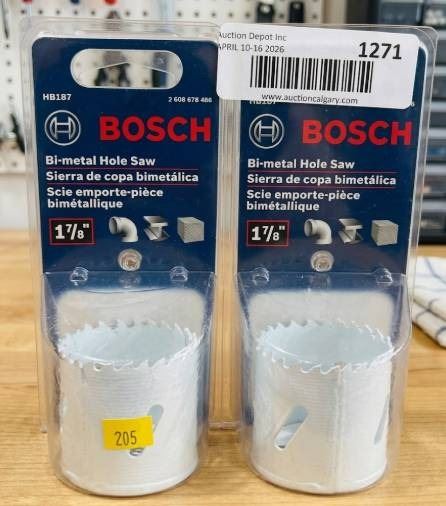 Auction Depot Inc
APRIL 10-16 2026
1271
www.auctioncalgary.com
HB187
2 608 678 486
BOSCH
Bi-metal Hole Saw
Sierra de copa bimetálica
Scie emporte-pièce
bimétallique
1 7/8"
205
HB187
BOSCH
Bi-metal Hole Saw
Sierra de copa bimetálica
Scie emporte-pièce
bimétallique
1 7/8"